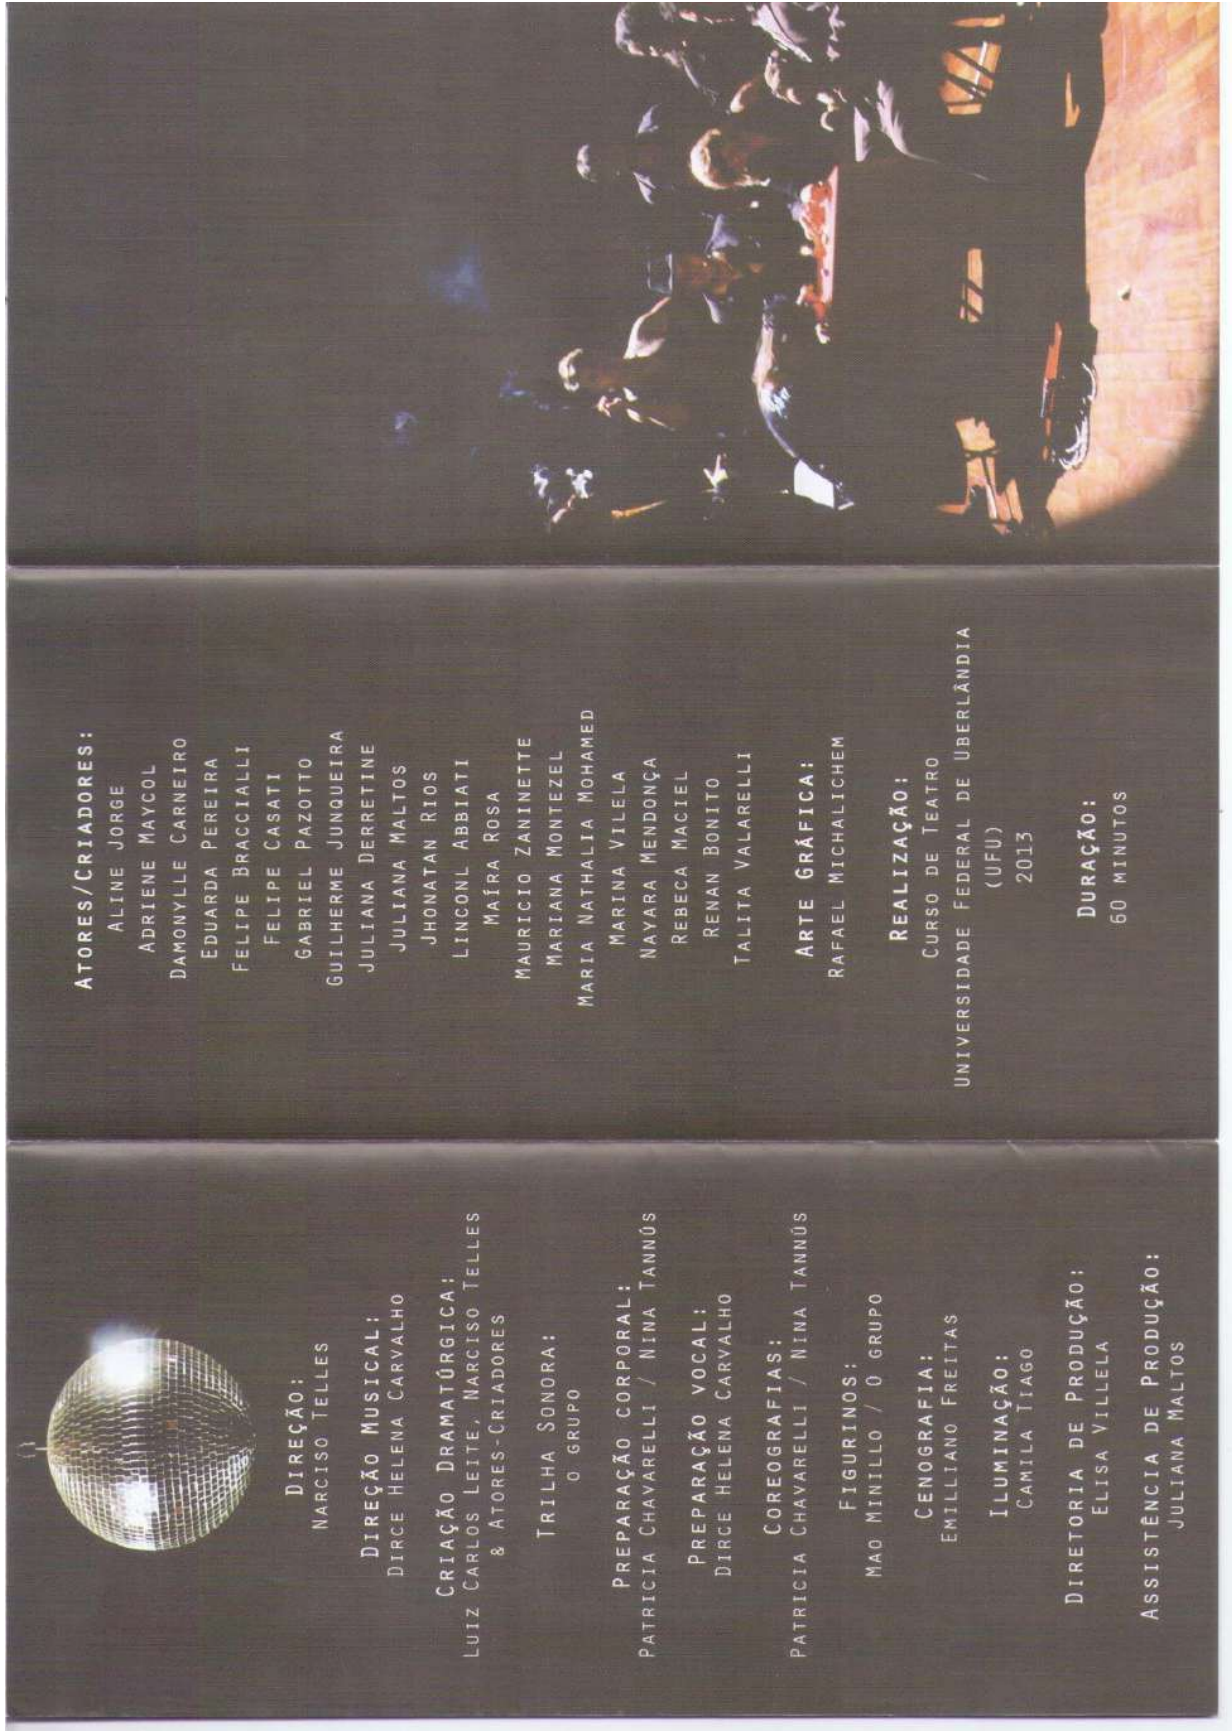 DIREÇÃO:
NARCISO TELLES
DIREÇÃO MUSICAL:
DIRCE HELENA CARVALHO
CRIAÇÃO DRAMATÚRGICA:
LUIZ CARLOS LEITE, NARCISO TELLES
& ATORES-CRIADORES
TRILHA SONORA:
O GRUPO
PREPARAÇÃO CORPORAL:
PATRICIA CHAVARELLI / NINA TANNÚS
PREPARAÇÃO VOCAL:
DIRCE HELENA CARVALHO
COREOGRAFIAS:
PATRICIA CHAVARELLI / NINA TANNÚS
FIGURINOS:
MAO MINILLO / O GRUPO
CENOGRAFIA:
EMILLIANO FREITAS
ILUMINAÇÃO:
CAMILA TIAGO
DIRETORIA DE PRODUÇÃO:
ELISA VILLELA
ASSISTÊNCIA DE PRODUÇÃO:
JULIANA MALTOS
ATORES/CRIADORES:
ALINE JORGE
ADRIENE MAYCOL
DAMONYLLE CARNEIRO
EDUARDA PEREIRA
FELIPE BRACCIALLI
FELIPE CASATI
GABRIEL PAZOTTO
GUILHERME JUNQUEIRA
JULIANA DERRETINE
JULIANA MALTOS
JHONATAN RIOS
LINCONL ABBIATI
MAÍRA ROSA
MAURICIO ZANINETTE
MARIANA MONTEZEL
MARIA NATHALIA MOHAMED
MARINA VILELA
NAYARA MENDONÇA
REBECA MACIEL
RENAN BONITO
TALITA VALARELLI
ARTE GRÁFICA:
RAFAEL MICHALICHEM
REALIZAÇÃO:
CURSO DE TEATRO
UNIVERSIDADE FEDERAL DE UBERLÂNDIA
(UFU)
2013
DURAÇÃO:
60 MINUTOS